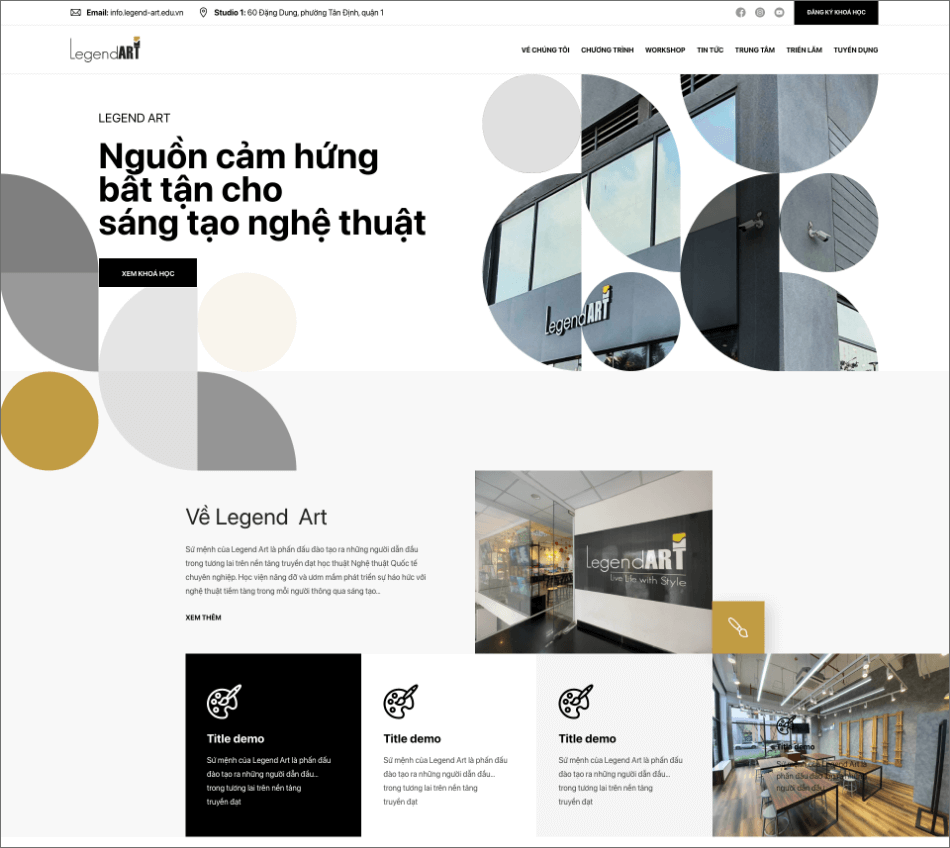 Email: info.legend-art.edu.vn
Studio 1: 60 Đặng Dung, phường Tân Định, quận 1
ĐĂNG KÝ KHOÁ HỌC
LegendART
VỀ CHÚNG TÔI
CHƯƠNG TRÌNH
WORKSHOP
TIN TỨC
TRUNG TÂM
TRIỂN LÃM
TUYỂN DỤNG
LEGEND ART
Nguồn cảm hứng
bất tận cho
sáng tạo nghệ thuật
XEM KHOÁ HỌC
LegendART
Về Legend Art
Sứ mệnh của Legend Art là phấn đấu đào tạo ra những người dẫn đầu
trong tương lai trên nền tảng truyền đạt học thuật Nghệ thuật Quốc tế
chuyên nghiệp. Học viện nâng đỡ và ươm mầm phát triển sự háo hức với
nghệ thuật tiềm tàng trong mỗi người thông qua sáng tạo...
XEM THÊM
LegendART
Live Life with Style
Title demo
Sứ mệnh của Legend Art là phấn đấu
đào tạo ra những người dẫn đầu...
trong tương lai trên nền tảng
truyền đạt
Title demo
Sứ mệnh của Legend Art là phấn đấu
đào tạo ra những người dẫn đầu...
trong tương lai trên nền tảng
truyền đạt
Title demo
Sứ mệnh của Legend Art là phấn đấu
đào tạo ra những người dẫn đầu...
trong tương lai trên nền tảng
truyền đạt
Title demo
Sứ mệnh của Legend Art là
phấn đấu đào tạo ra những
người dẫn đầu